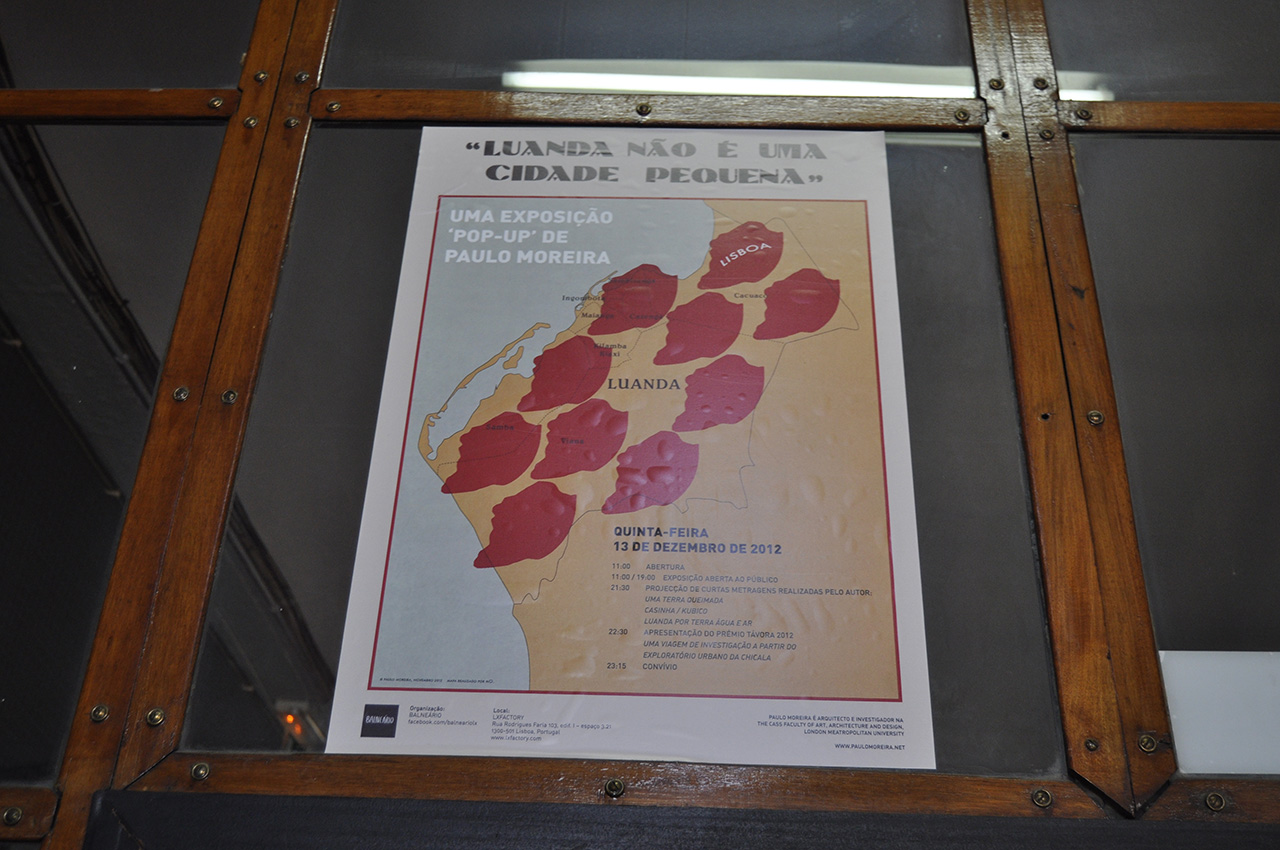 “LUANDA NÃO É UMA
CIDADE PEQUENA”
UMA EXPOSIÇÃO
‘POP-UP’ DE
PAULO MOREIRA
LISBOA
Ingombota
Cacuaco
Maianga
Cazenga
Kilamba
Kiaxi
LUANDA
Samba
Viana
QUINTA-FEIRA
13 DE DEZEMBRO DE 2012
11:00 ABERTURA
11:00 / 19:00 EXPOSIÇÃO ABERTA AO PÚBLICO
21:30 PROJECÇÃO DE CURTAS METRAGENS REALIZADAS PELO AUTOR:
UMA TERRA QUEIMADA
CASINHA / KUBICO
LUANDA POR TERRA ÁGUA E AR
22:30 APRESENTAÇÃO DO PRÉMIO TÁVORA 2012
UMA VIAGEM DE INVESTIGAÇÃO A PARTIR DO
EXPLORATÓRIO URBANO DA CHICALA
23:15 CONVÍVIO
BALNEÁRIO
Organização:
BALNEÁRIO
facebook.com/balneariolx
Local:
LXFACTORY
Rua Rodrigues Faria 103, edif. I - espaço 3.21
1300-501 Lisboa, Portugal
www.lxfactory.com
PAULO MOREIRA É ARQUITECTO E INVESTIGADOR NA
THE CASS FACULTY OF ART, ARCHITECTURE AND DESIGN,
LONDON MEATROPOLITAN UNIVERSITY
WWW.PAULOMOREIRA.NET